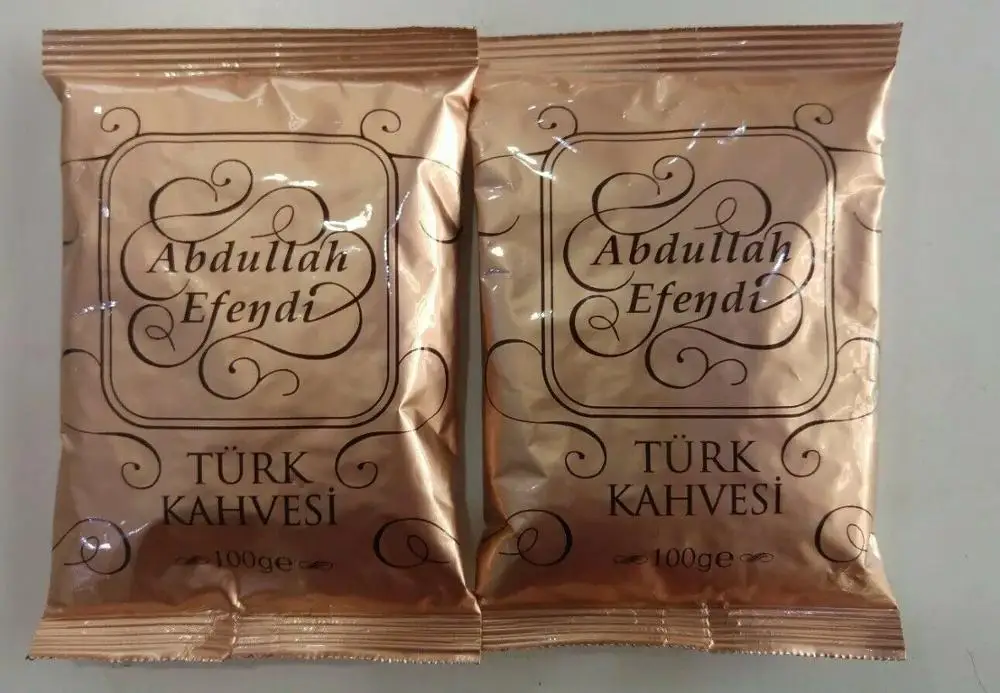 Abdullah
Efendi
TÜRK
KAHVESİ
100ge
Abdullah
Efendi
TÜRK
KAHVESİ
100ge